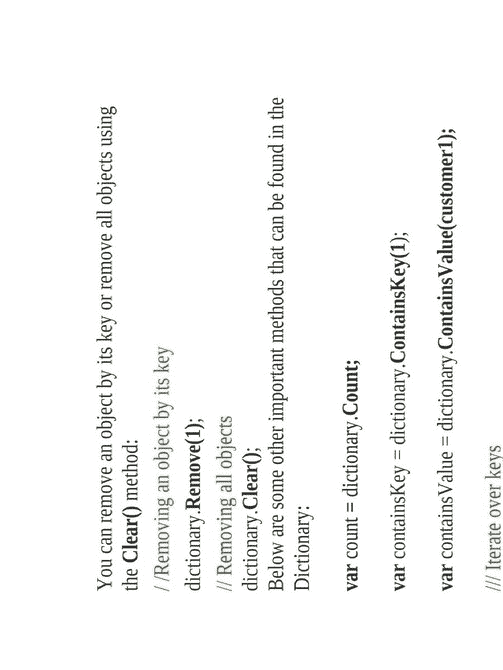 You can remove an object by its key or remove all objects using
the Clear() method:
/ /Removing an object by its key
dictionary.Remove(1);
// Removing all objects
dictionary.Clear();
Below are some other important methods that can be found in the
Dictionary:
var count = dictionary.Count;
var containsKey = dictionary.ContainsKey(1);
var containsValue = dictionary.ContainsValue(customer1);
/// Iterate over keys